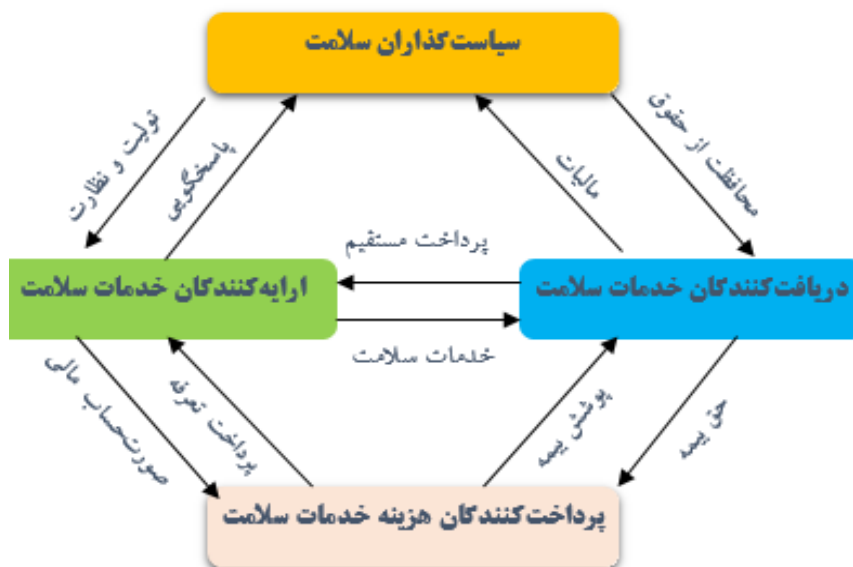 سیاست‌گذاران سلامت
تولیت و نظارت
پاسخگویی
مالیات
محافظت از حقوق
پرداخت مستقیم
ارایه‌کنندگان خدمات سلامت
دریافت‌کنندگان خدمات سلامت
خدمات سلامت
صورت‌حساب مالی
پرداخت تعرفه
پوشش بیمه
حق بیمه
پرداخت‌کنندگان هزینه خدمات سلامت